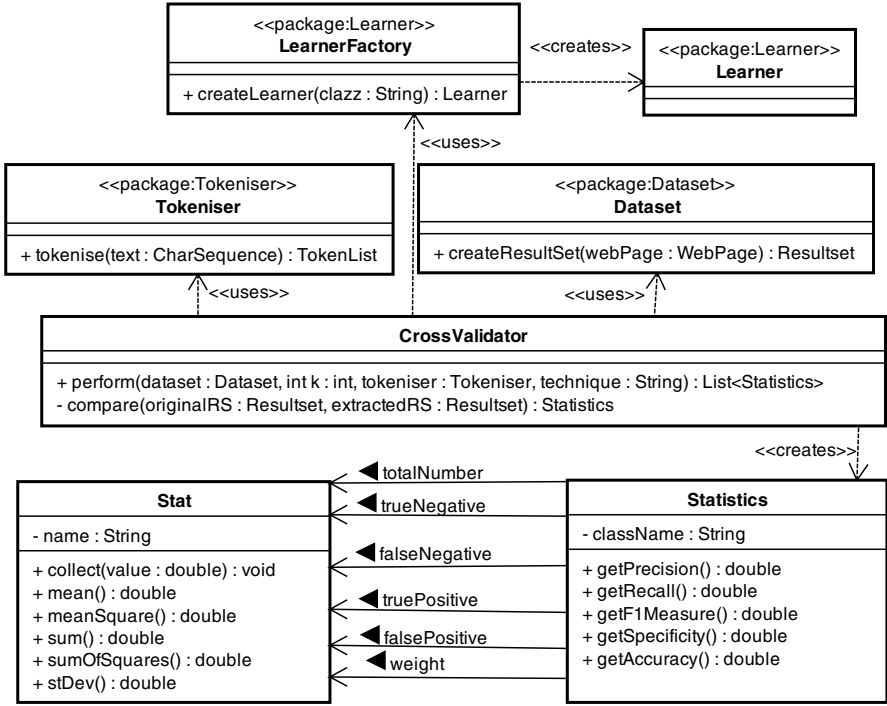 <<package:Learner>>
LearnerFactory
+ createLearner(clazz : String) : Learner
<<creates>>
<<package:Learner>>
Learner
<<uses>>
<<package:Tokeniser>>
Tokeniser
+ tokenise(text : CharSequence) : TokenList
<<package:Dataset>>
Dataset
+ createResultSet(webPage : WebPage) : Resultset
<<uses>>
<<uses>>
CrossValidator
+ perform(dataset : Dataset, int k : int, tokeniser : Tokeniser, technique : String) : List<Statistics>
- compare(originalRS : Resultset, extractedRS : Resultset) : Statistics
<<creates>>
Stat
- name : String
+ collect(value : double) : void
+ mean() : double
+ meanSquare() : double
+ sum() : double
+ sumOfSquares() : double
+ stDev() : double
totalNumber
trueNegative
falseNegative
truePositive
falsePositive
weight
Statistics
- className : String
+ getPrecision() : double
+ getRecall() : double
+ getF1Measure() : double
+ getSpecificity() : double
+ getAccuracy() : double